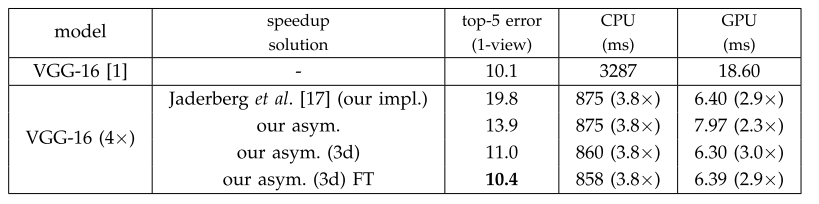 model speedup solution top-5 error (1-view) CPU (ms) GPU (ms)
VGG-16 [1] - 10.1 3287 18.60
VGG-16 (4×) Jaderberg et al. [17] (our impl.) 19.8 875 (3.8×) 6.40 (2.9×)
our asym. 13.9 875 (3.8×) 7.97 (2.3×)
our asym. (3d) 11.0 860 (3.8×) 6.30 (3.0×)
our asym. (3d) FT 10.4 858 (3.8×) 6.39 (2.9×)